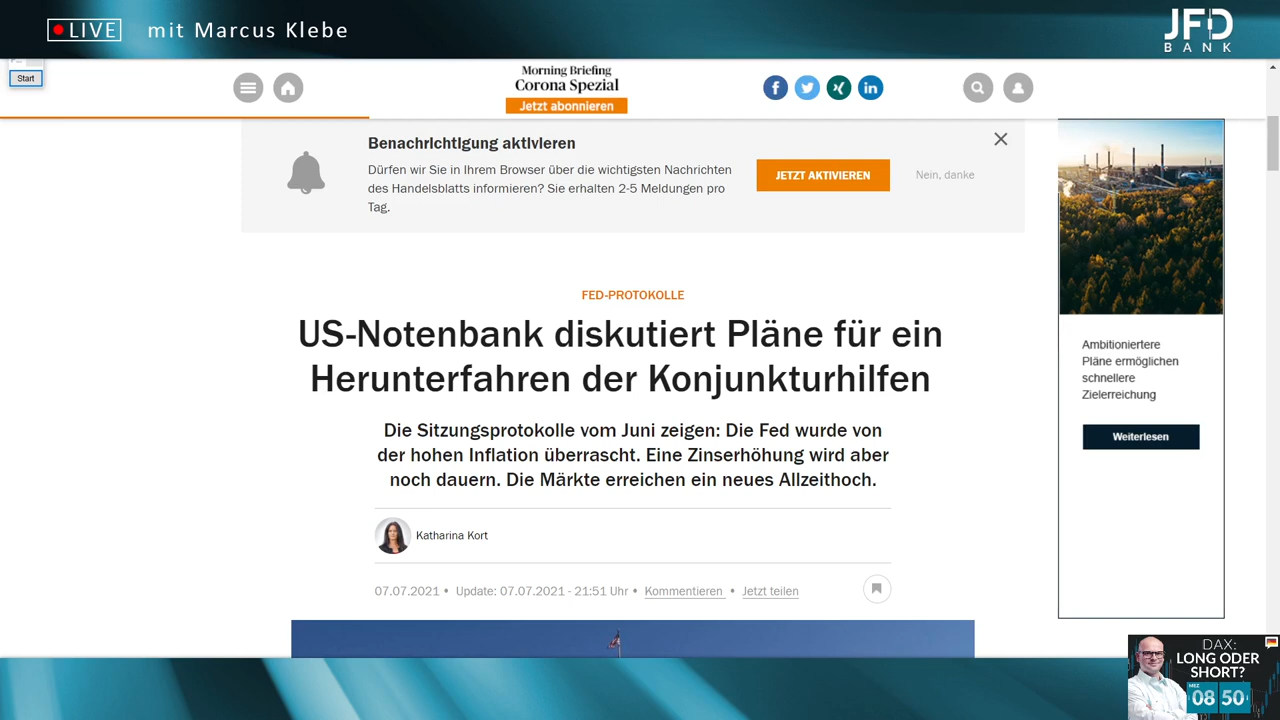 LIVE
mit Marcus Klebe
JFD
BANK
Start
Morning Briefing
Corona Spezial
Jetzt abonnieren
Benachrichtigung aktivieren
Dürfen wir Sie in Ihrem Browser über die wichtigsten Nachrichten
des Handelsblatts informieren? Sie erhalten 2-5 Meldungen pro
Tag.
JETZT AKTIVIEREN
Nein, danke
FED-PROTOKOLLE
US-Notenbank diskutiert Pläne für ein
Herunterfahren der Konjunkturhilfen
Die Sitzungsprotokolle vom Juni zeigen: Die Fed wurde von
der hohen Inflation überrascht. Eine Zinserhöhung wird aber
noch dauern. Die Märkte erreichen ein neues Allzeithoch.
Katharina Kort
07.07.2021 • Update: 07.07.2021 - 21:51 Uhr • Kommentieren • Jetzt teilen
Ambitioniertere
Pläne ermöglichen
schnellere
Zielerreichung
Weiterlesen
DAX:
LONG ODER
SHORT?
MEZ
08 50